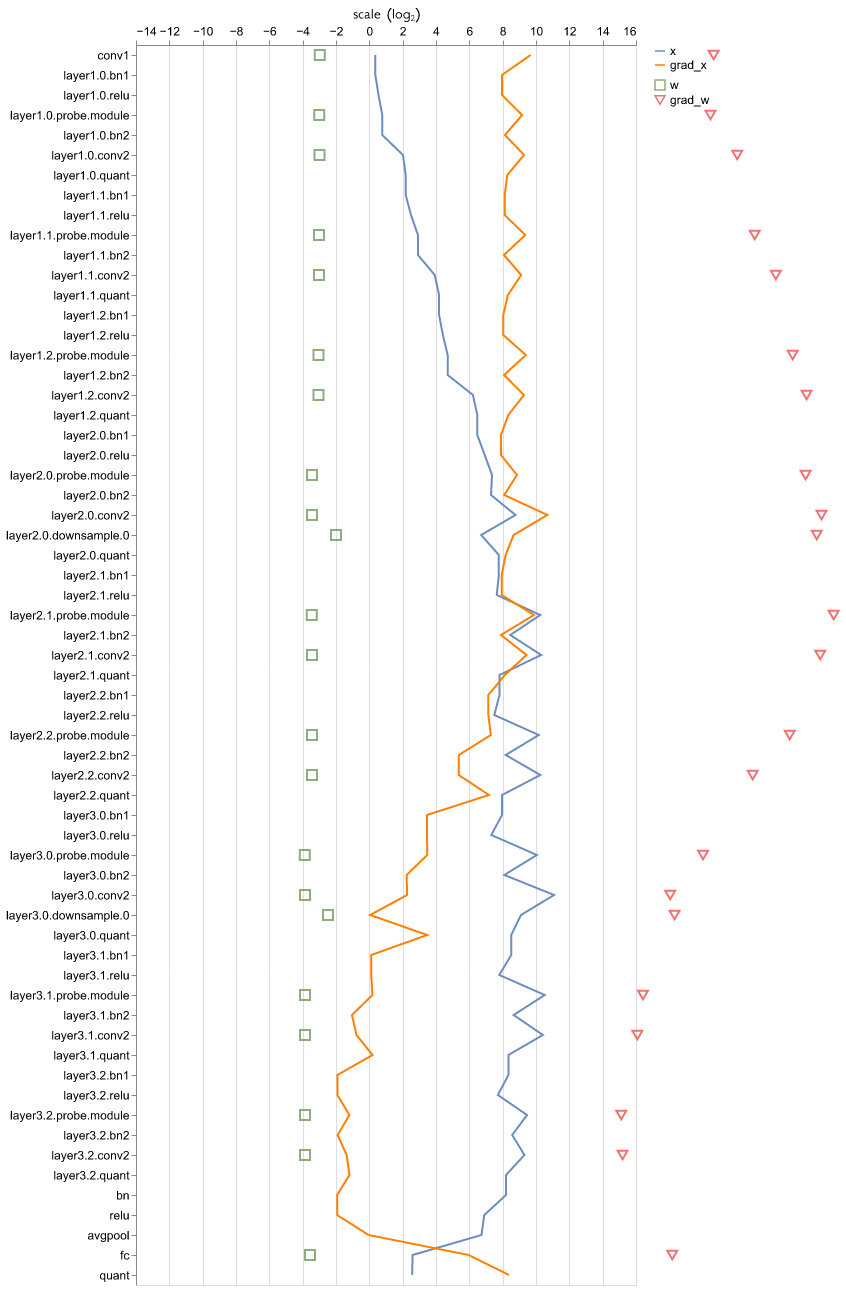 scale (log₂)
−14 −12 −10 −8 −6 −4 −2 0 2 4 6 8 10 12 14 16
conv1
layer1.0.bn1
layer1.0.relu
layer1.0.probe.module
layer1.0.bn2
layer1.0.conv2
layer1.0.quant
layer1.1.bn1
layer1.1.relu
layer1.1.probe.module
layer1.1.bn2
layer1.1.conv2
layer1.1.quant
layer1.2.bn1
layer1.2.relu
layer1.2.probe.module
layer1.2.bn2
layer1.2.conv2
layer1.2.quant
layer2.0.bn1
layer2.0.relu
layer2.0.probe.module
layer2.0.bn2
layer2.0.conv2
layer2.0.downsample.0
layer2.0.quant
layer2.1.bn1
layer2.1.relu
layer2.1.probe.module
layer2.1.bn2
layer2.1.conv2
layer2.1.quant
layer2.2.bn1
layer2.2.relu
layer2.2.probe.module
layer2.2.bn2
layer2.2.conv2
layer2.2.quant
layer3.0.bn1
layer3.0.relu
layer3.0.probe.module
layer3.0.bn2
layer3.0.conv2
layer3.0.downsample.0
layer3.0.quant
layer3.1.bn1
layer3.1.relu
layer3.1.probe.module
layer3.1.bn2
layer3.1.conv2
layer3.1.quant
layer3.2.bn1
layer3.2.relu
layer3.2.probe.module
layer3.2.bn2
layer3.2.conv2
layer3.2.quant
bn
relu
avgpool
fc
quant
x
grad_x
w
grad_w